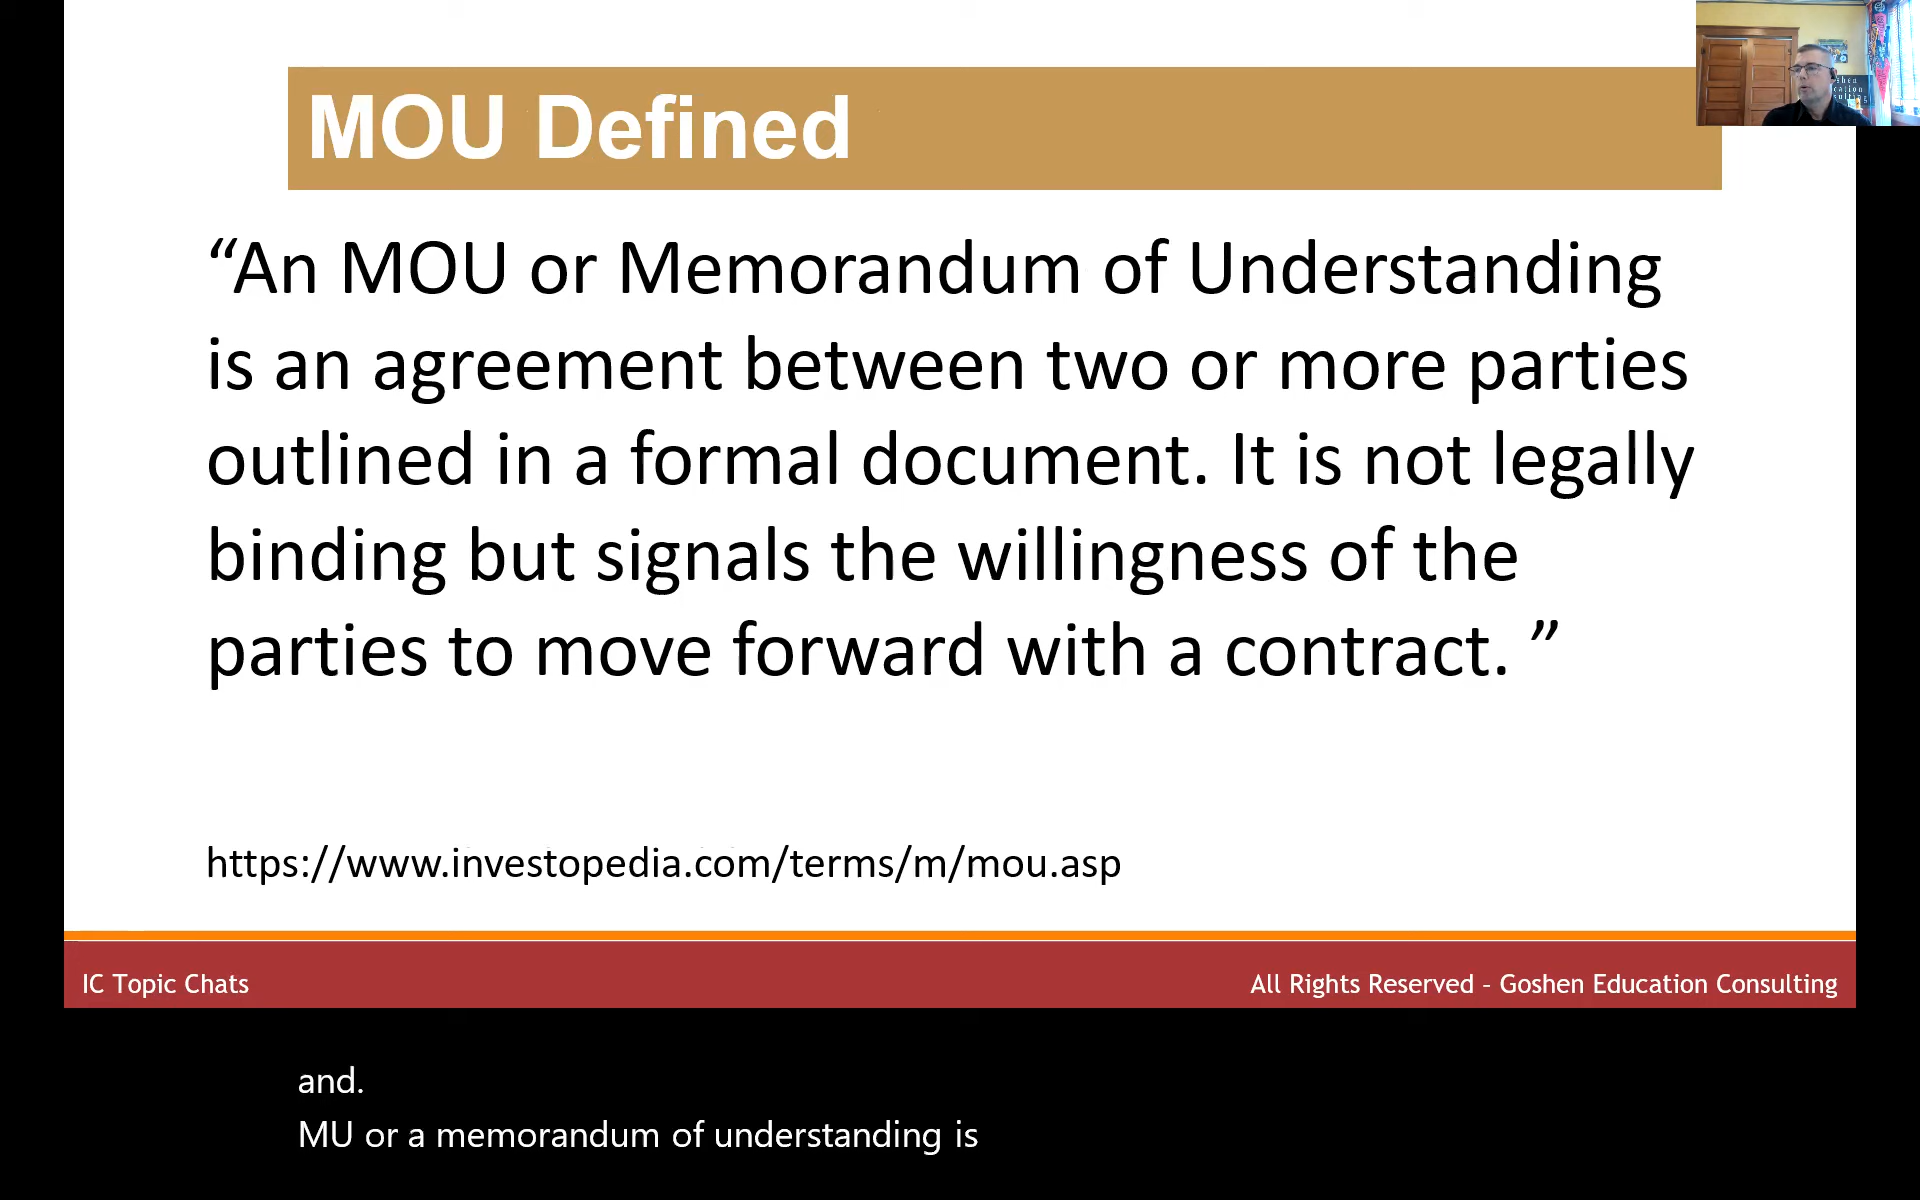 MOU Defined
“An MOU or Memorandum of Understanding
is an agreement between two or more parties
outlined in a formal document. It is not legally
binding but signals the willingness of the
parties to move forward with a contract. ”
https://www.investopedia.com/terms/m/mou.asp
IC Topic Chats
All Rights Reserved - Goshen Education Consulting
and.
MU or a memorandum of understanding is